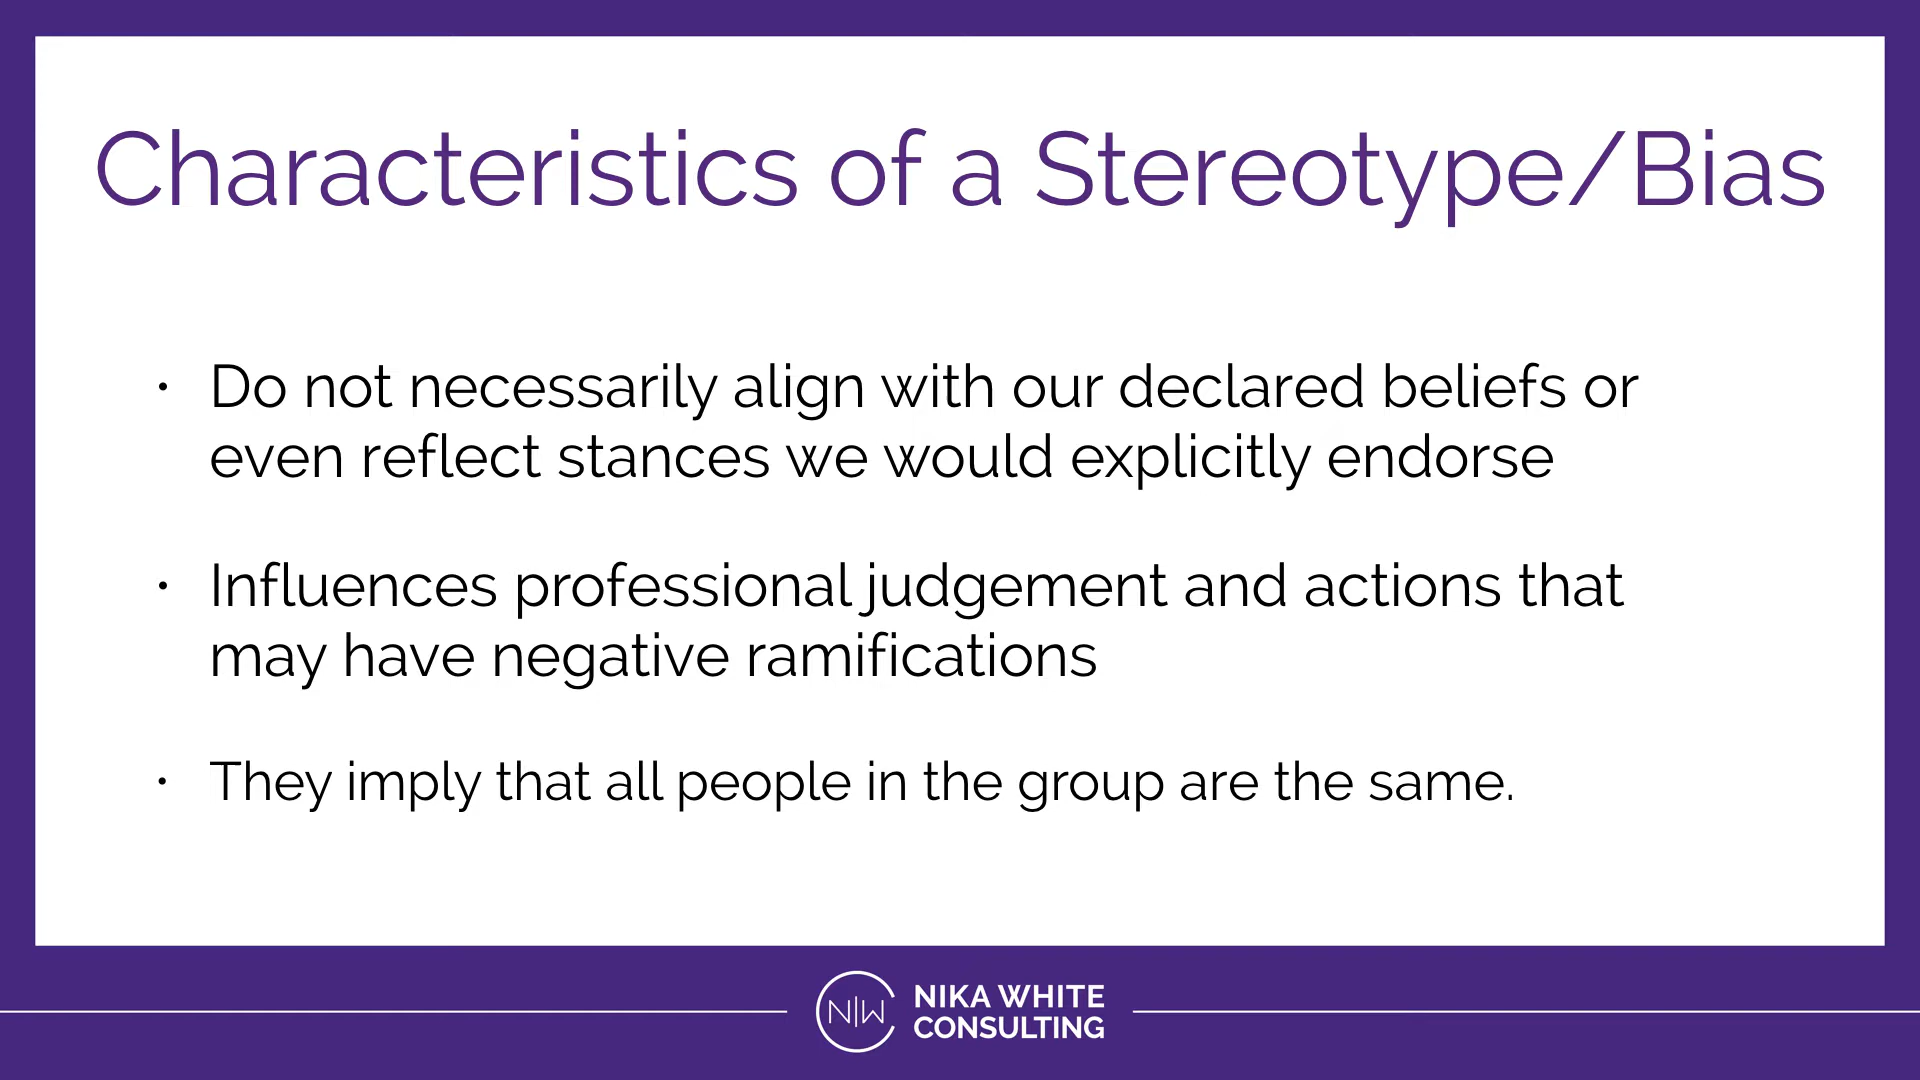 Characteristics of a Stereotype/Bias
• Do not necessarily align with our declared beliefs or
even reflect stances we would explicitly endorse
• Influences professional judgement and actions that
may have negative ramifications
• They imply that all people in the group are the same.
N|W
NIKA WHITE
CONSULTING